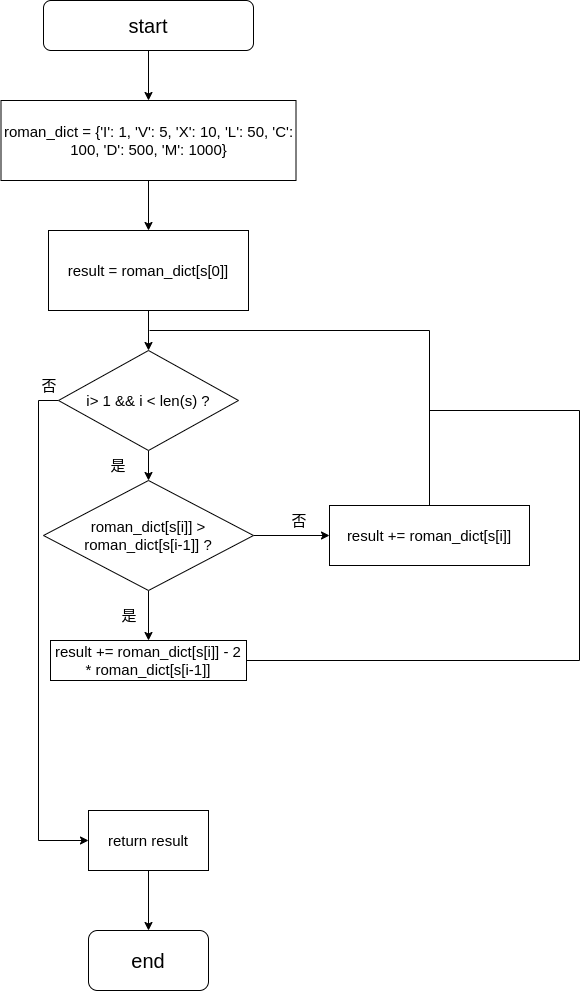 start
roman_dict = {'I': 1, 'V': 5, 'X': 10, 'L': 50, 'C':
100, 'D': 500, 'M': 1000}
result = roman_dict[s[0]]
否
i> 1 && i < len(s) ?
是
roman_dict[s[i]] >
roman_dict[s[i-1]] ?
否
result += roman_dict[s[i]]
是
result += roman_dict[s[i]] - 2
* roman_dict[s[i-1]]
return result
end